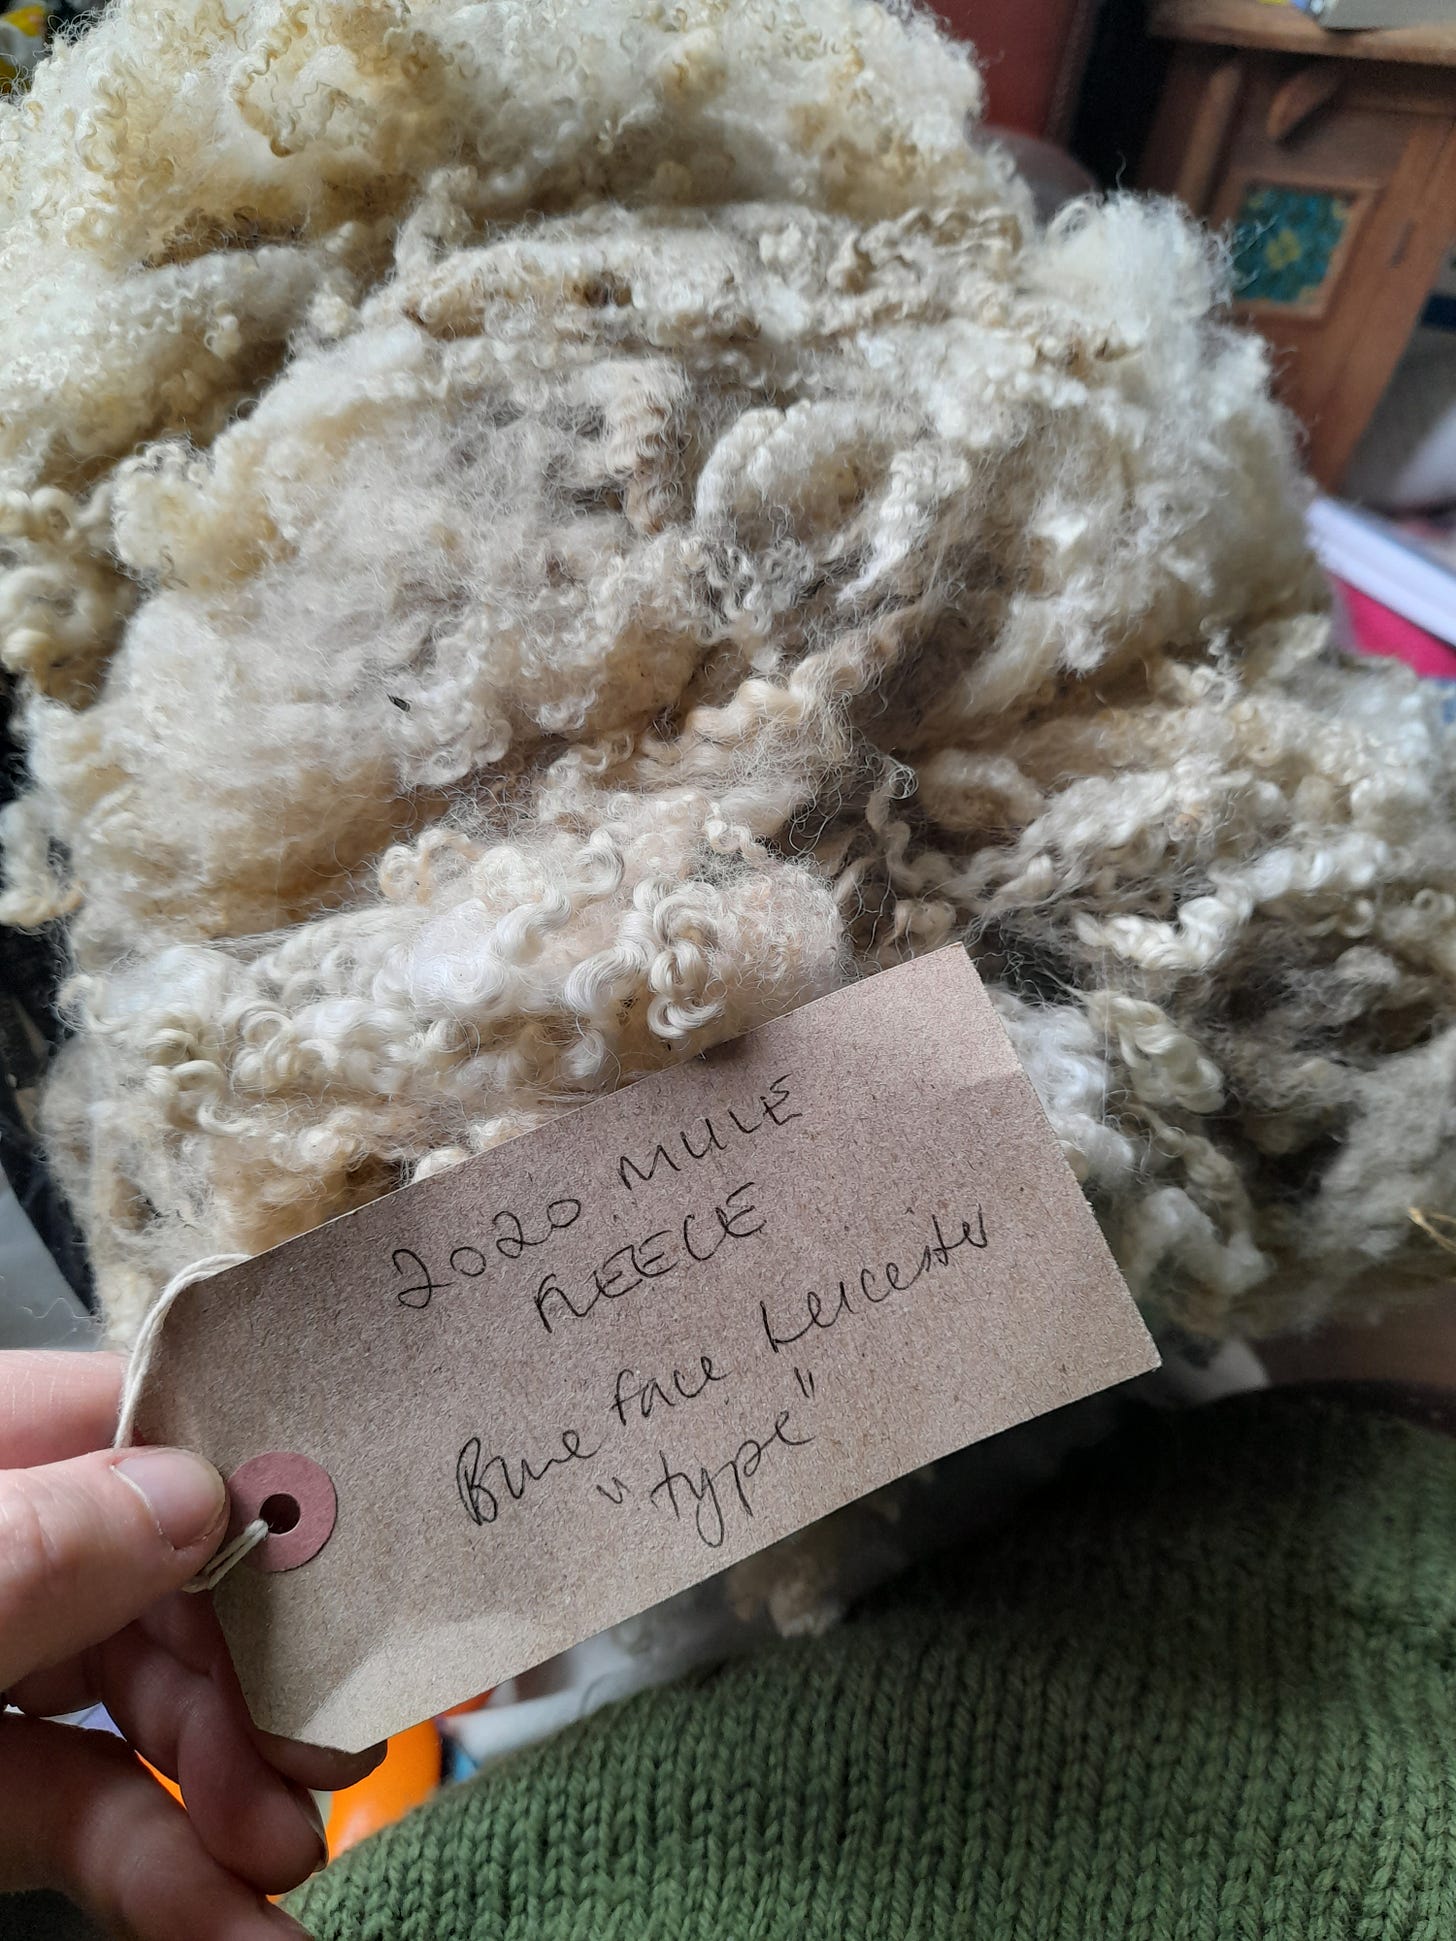 2020 MULE
FLEECE
Blue face Leicester
"type"